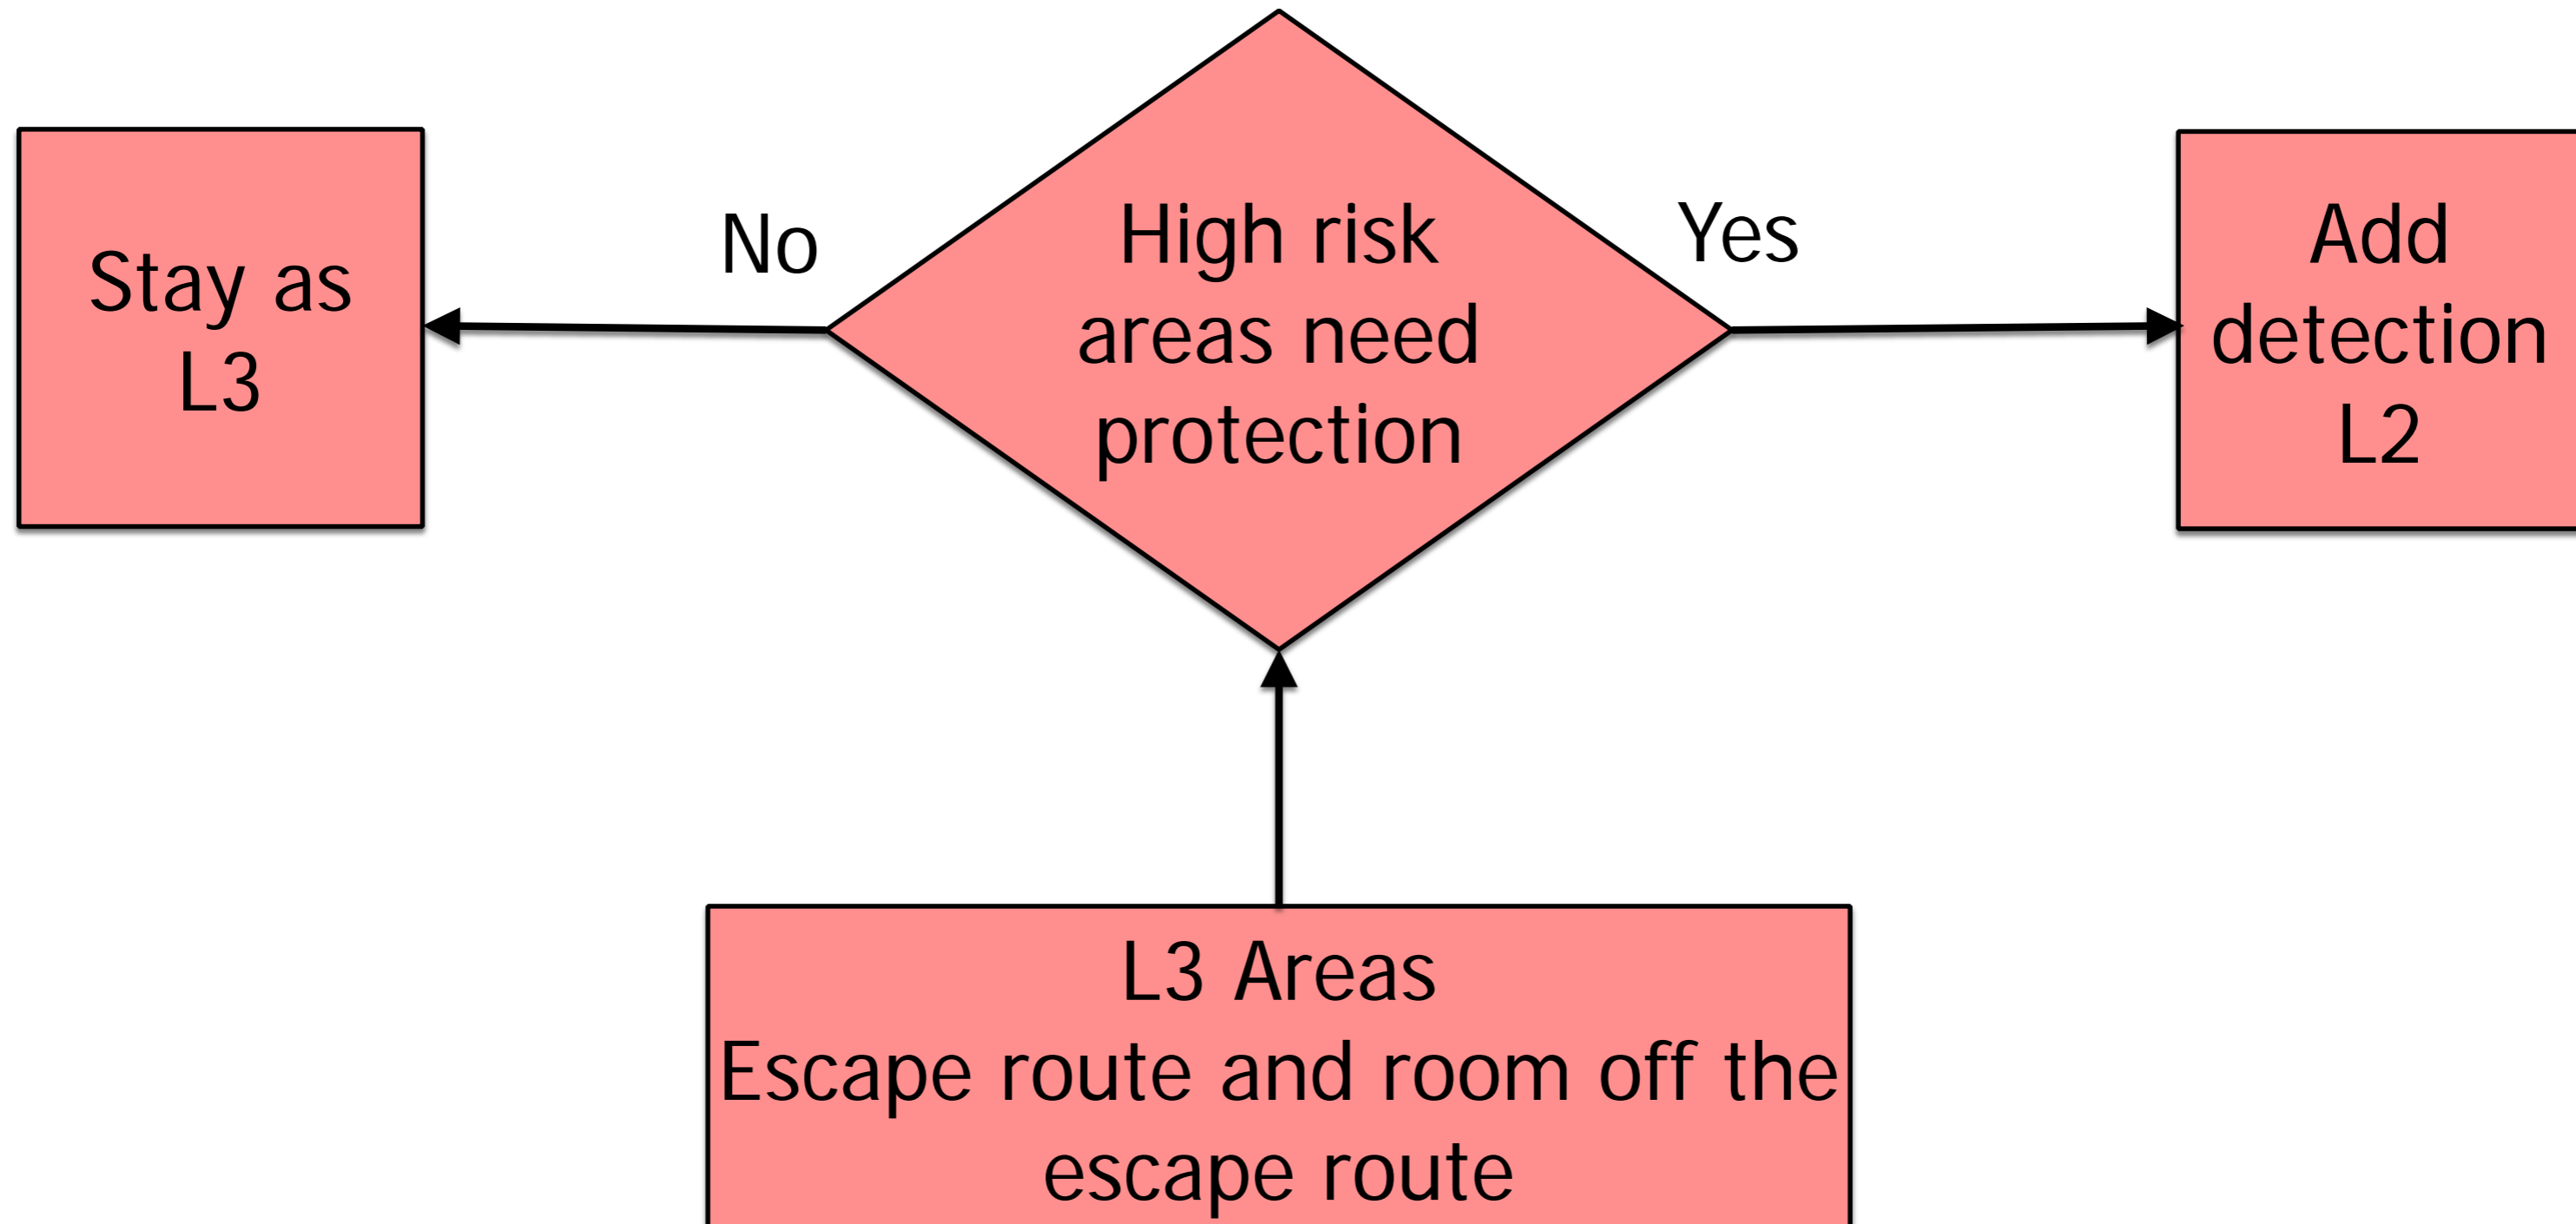 Stay as
L3
No
High risk
areas need
protection
Yes
Add
detection
L2
L3 Areas
Escape route and room off the
escape route